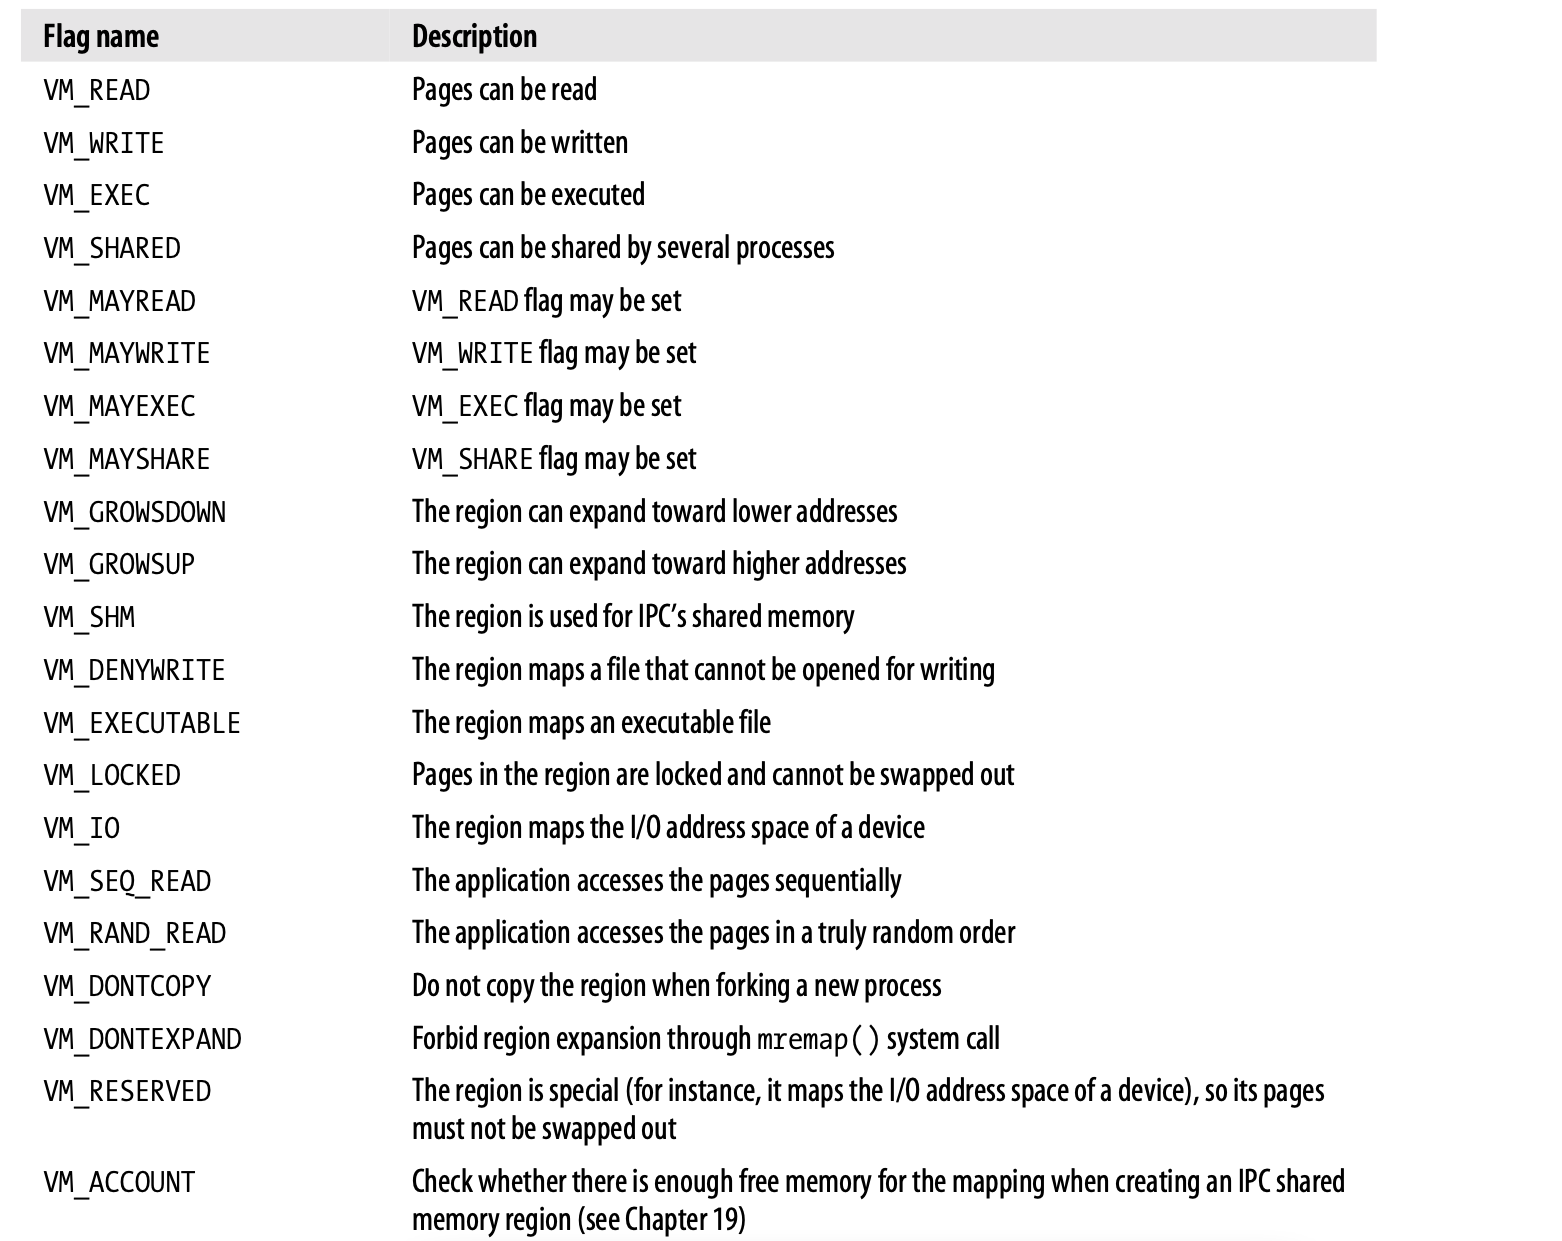 Flag name Description
VM_READ Pages can be read
VM_WRITE Pages can be written
VM_EXEC Pages can be executed
VM_SHARED Pages can be shared by several processes
VM_MAYREAD VM_READ flag may be set
VM_MAYWRITE VM_WRITE flag may be set
VM_MAYEXEC VM_EXEC flag may be set
VM_MAYSHARE VM_SHARE flag may be set
VM_GROWSDOWN The region can expand toward lower addresses
VM_GROWSUP The region can expand toward higher addresses
VM_SHM The region is used for IPC’s shared memory
VM_DENYWRITE The region maps a file that cannot be opened for writing
VM_EXECUTABLE The region maps an executable file
VM_LOCKED Pages in the region are locked and cannot be swapped out
VM_IO The region maps the I/O address space of a device
VM_SEQ_READ The application accesses the pages sequentially
VM_RAND_READ The application accesses the pages in a truly random order
VM_DONTCOPY Do not copy the region when forking a new process
VM_DONTEXPAND Forbid region expansion through mremap() system call
VM_RESERVED The region is special (for instance, it maps the I/O address space of a device), so its pages
must not be swapped out
VM_ACCOUNT Check whether there is enough free memory for the mapping when creating an IPC shared
memory region (see Chapter 19)